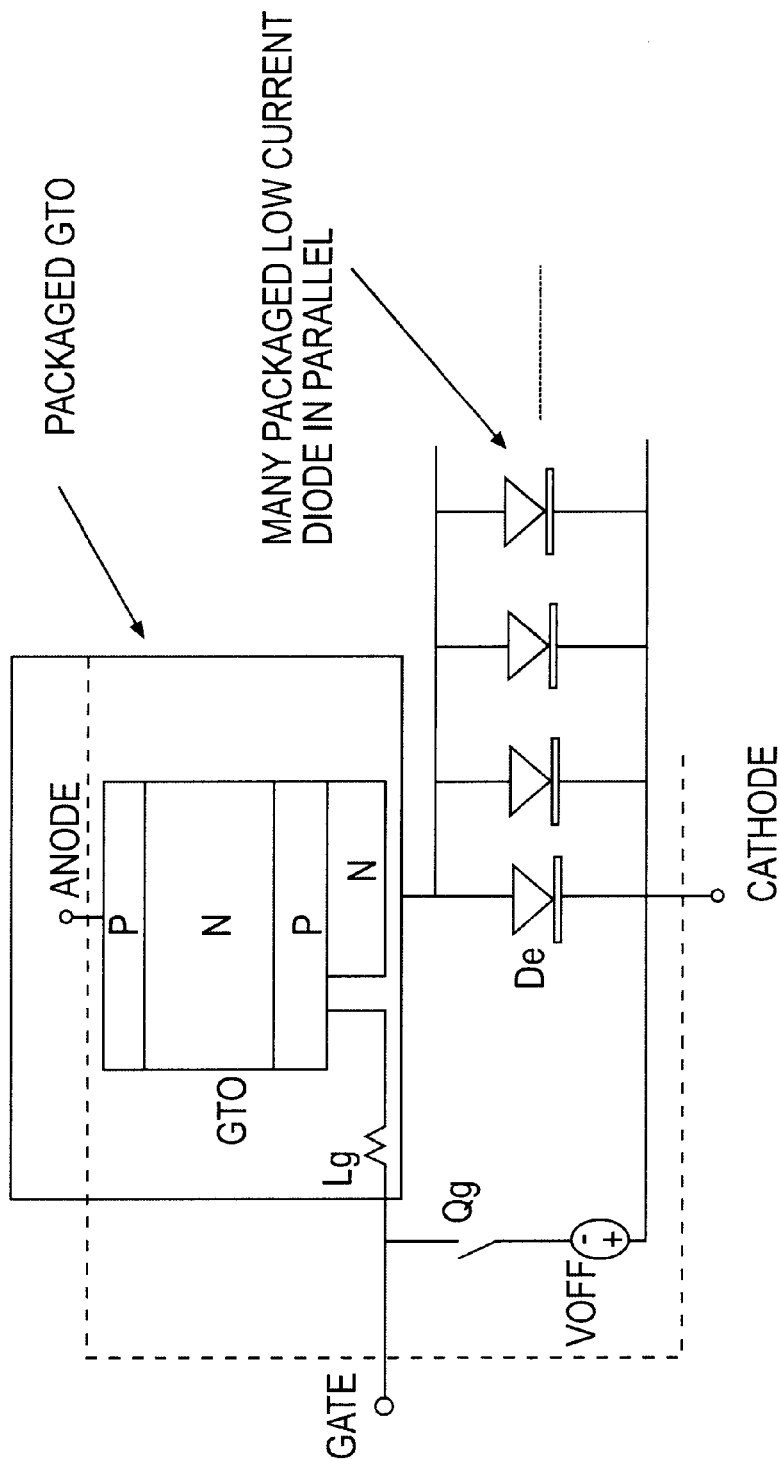 PACKAGED GTO
MANY PACKAGED LOW CURRENT
DIODE IN PARALLEL
ANODE
P
N
P
N
GTO
Lg
De
Qg
VOFF
-
+
GATE
CATHODE